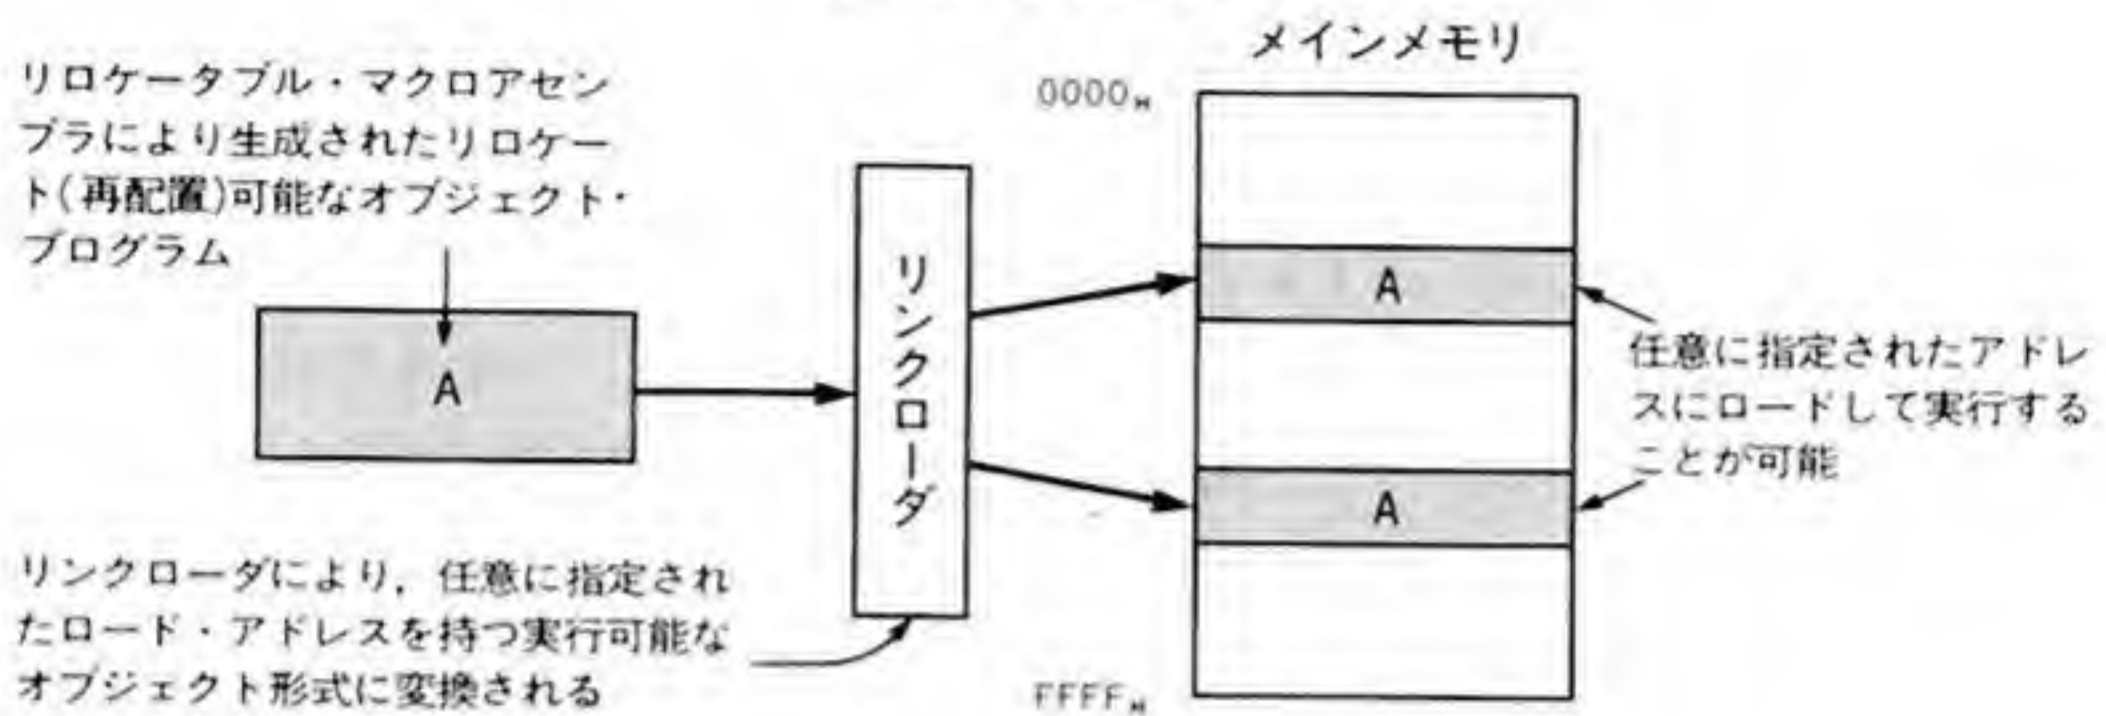 リロケータブル・マクロアセン
ブラにより生成されたリロケー
ト(再配置)可能なオブジェクト・
プログラム
A
リンクローダにより，任意に指定され
たロード・アドレスを持つ実行可能な
オブジェクト形式に変換される
リンクローダ
メインメモリ
0000H
A
A
FFFFH
任意に指定されたアドレ
スにロードして実行する
ことが可能